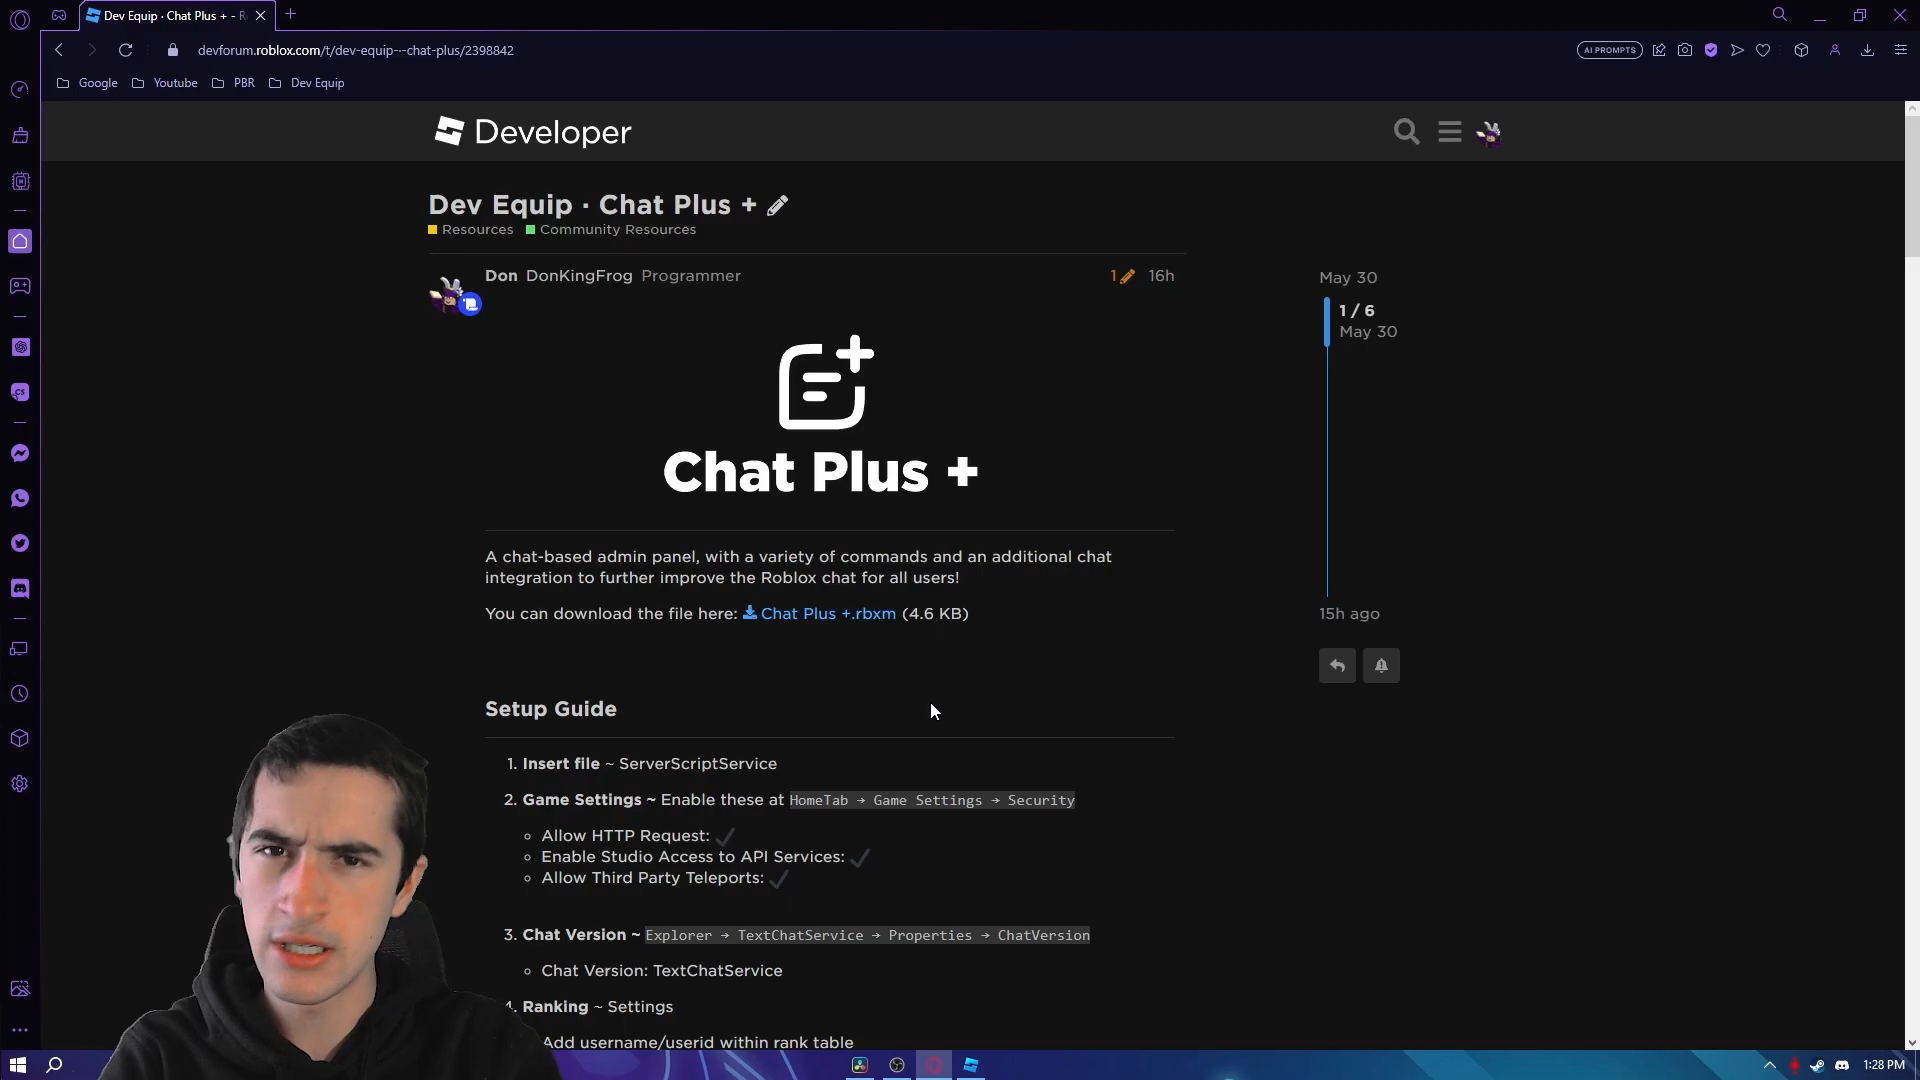 Dev Equip · Chat Plus + - R
devforum.roblox.com/t/dev-equip--chat-plus/2398842
AI PROMPTS
Google
Youtube
PBR
Dev Equip
Developer
Dev Equip · Chat Plus +
Resources
Community Resources
Don DonKingFrog Programmer
1
16h
May 30
1 / 6
May 30
Chat Plus +
A chat-based admin panel, with a variety of commands and an additional chat
integration to further improve the Roblox chat for all users!
You can download the file here: Chat Plus +.rbxm (4.6 KB)
15h ago
Setup Guide
1. Insert file ~ ServerScriptService
2. Game Settings ~ Enable these at HomeTab → Game Settings → Security
Allow HTTP Request:
Enable Studio Access to API Services:
Allow Third Party Teleports:
3. Chat Version ~ Explorer → TextChatService → Properties → ChatVersion
Chat Version: TextChatService
4. Ranking ~ Settings
Add username/userid within rank table
1:28 PM